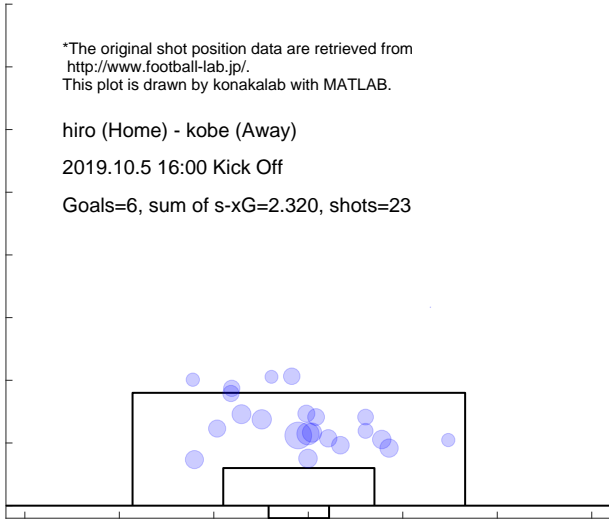 *The original shot position data are retrieved from
http://www.football-lab.jp/.
This plot is drawn by konakalab with MATLAB.
hiro (Home) - kobe (Away)
2019.10.5 16:00 Kick Off
Goals=6, sum of s-xG=2.320, shots=23